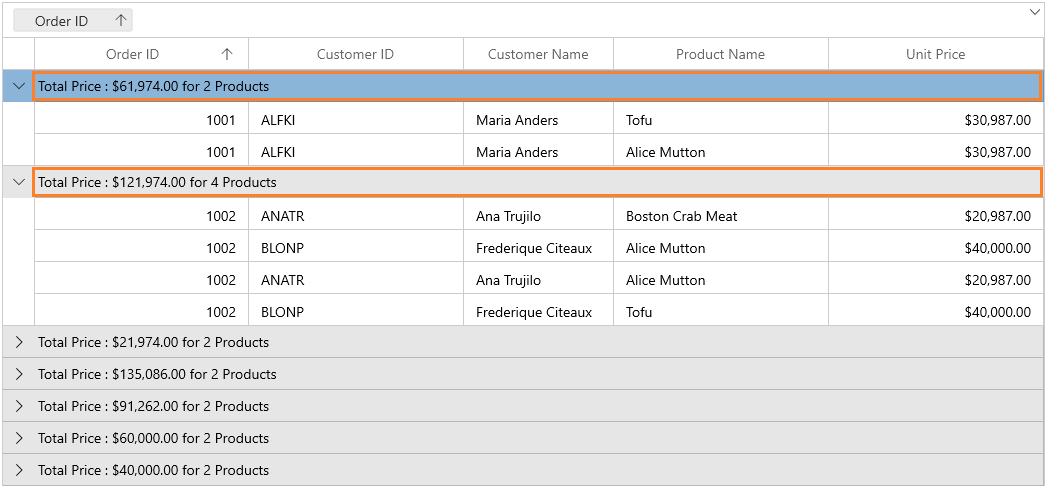 Order ID
Order ID Customer ID Customer Name Product Name Unit Price
Total Price : $61,974.00 for 2 Products
1001 ALFKI Maria Anders Tofu $30,987.00
1001 ALFKI Maria Anders Alice Mutton $30,987.00
Total Price : $121,974.00 for 4 Products
1002 ANATR Ana Trujilo Boston Crab Meat $20,987.00
1002 BLONP Frederique Citeaux Alice Mutton $40,000.00
1002 ANATR Ana Trujilo Alice Mutton $20,987.00
1002 BLONP Frederique Citeaux Tofu $40,000.00
Total Price : $21,974.00 for 2 Products
Total Price : $135,086.00 for 2 Products
Total Price : $91,262.00 for 2 Products
Total Price : $60,000.00 for 2 Products
Total Price : $40,000.00 for 2 Products